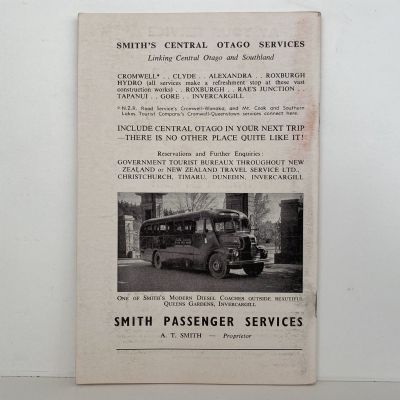 SMITH'S CENTRAL OTAGO SERVICES
Linking Central Otago and Southland
CROMWELL* . . CLYDE . . ALEXANDRA . . ROXBURGH
HYDRO (all services make a refreshment stop at these vast
construction works) . . ROXBURGH . . RAE'S JUNCTION . .
TAPANUI . . GORE . . INVERCARGILL
* N.Z.R. Road Service's Cromwell-Wanaka, and Mt. Cook and Southern
Lakes Tourist Company's Cromwell-Queenstown services connect here.
INCLUDE CENTRAL OTAGO IN YOUR NEXT TRIP
—THERE IS NO OTHER PLACE QUITE LIKE IT!
Reservations and Further Enquiries:
GOVERNMENT TOURIST BUREAUX THROUGHOUT NEW
ZEALAND or NEW ZEALAND TRAVEL SERVICE LTD.,
CHRISTCHURCH, TIMARU, DUNEDIN, INVERCARGILL
ONE OF SMITH'S MODERN DIESEL COACHES OUTSIDE BEAUTIFUL
QUEENS GARDENS, INVERCARGILL
SMITH PASSENGER SERVICES
A. T. SMITH — Proprietor